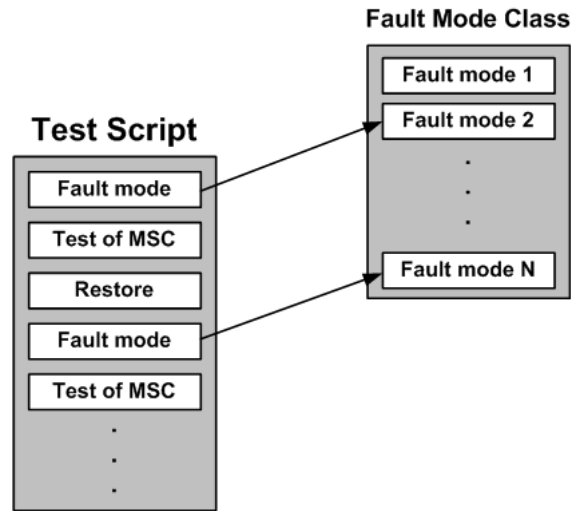 Fault Mode Class
Fault mode 1
Fault mode 2
.
.
.
Fault mode N
Test Script
Fault mode
Test of MSC
Restore
Fault mode
Test of MSC
.
.
.